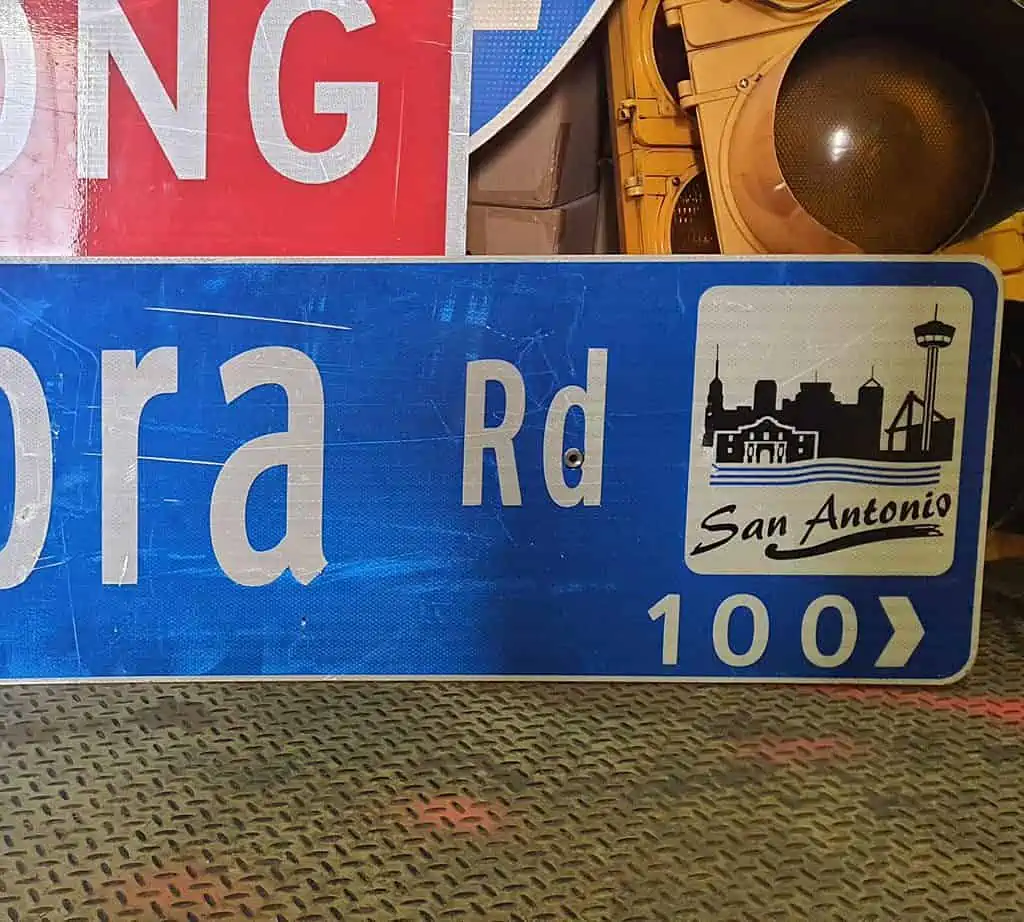 ONG
ora Rd
San Antonio
100